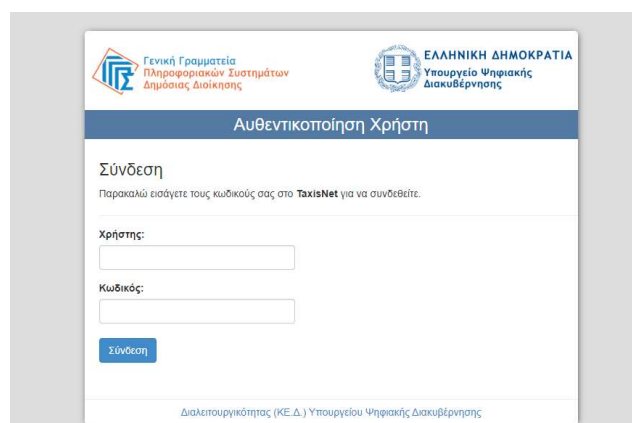 Γενική Γραμματεία
Πληροφοριακών Συστημάτων
Δημόσιας Διοίκησης
ΕΛΛΗΝΙΚΗ ΔΗΜΟΚΡΑΤΙΑ
Υπουργείο Ψηφιακής
Διακυβέρνησης
Αυθεντικοποίηση Χρήστη
Σύνδεση
Παρακαλώ εισάγετε τους κωδικούς σας στο TaxisNet για να συνδεθείτε.
Χρήστης:
Κωδικός:
Σύνδεση
Διαλειτουργικότητας (ΚΕ.Δ.) Υπουργείου Ψηφιακής Διακυβέρνησης